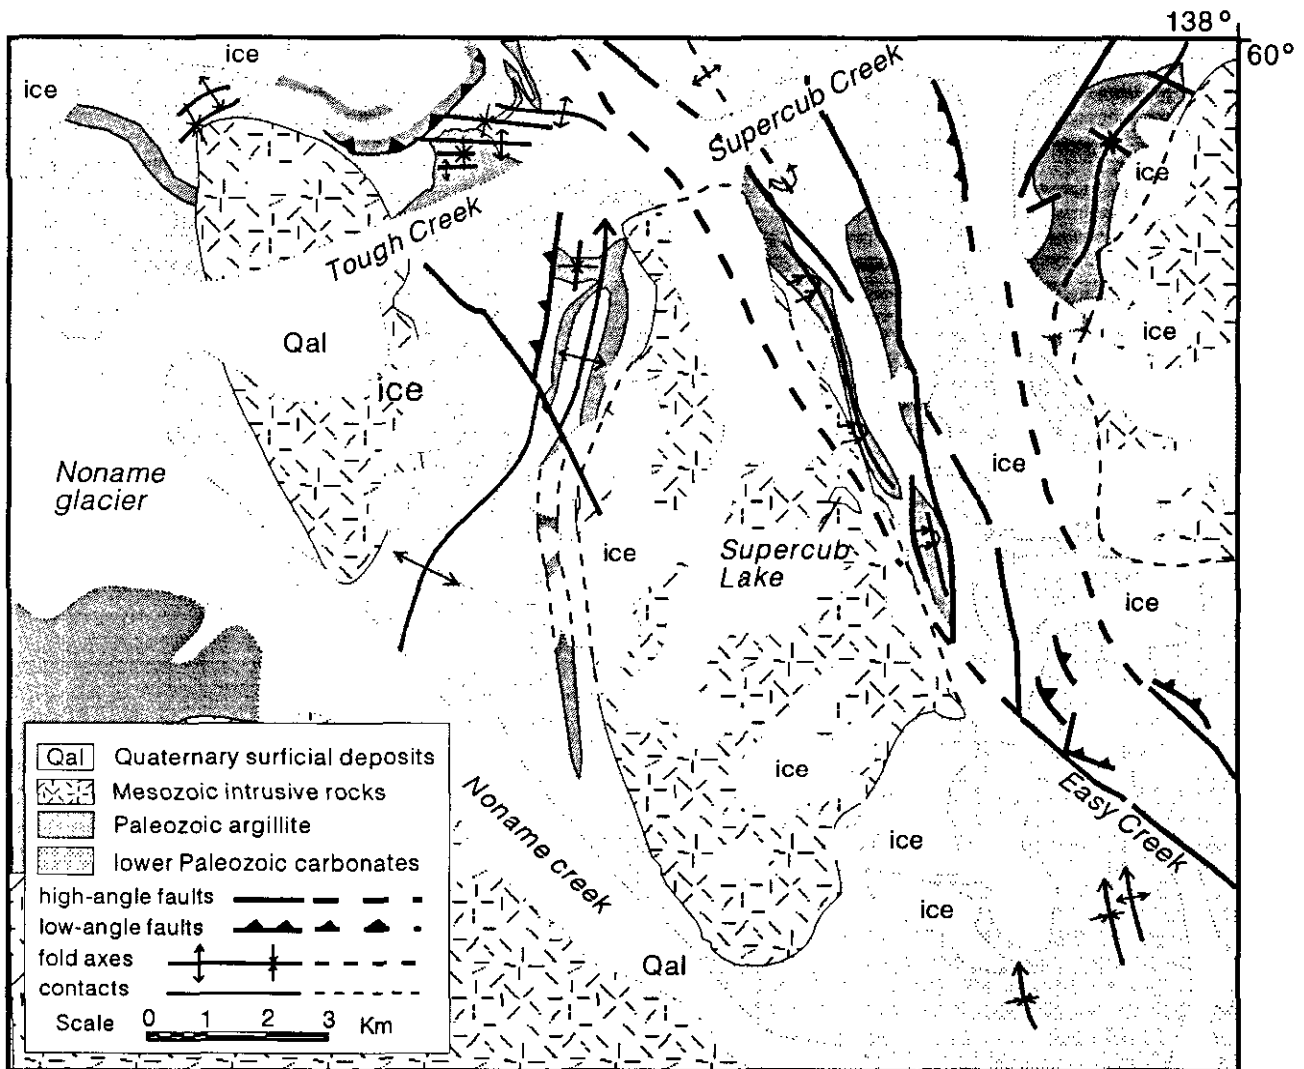 138°
60°
ice
ice
Supercub Creek
ice
Tough Creek
Qal
ice
ice
Noname
glacier
ice
ice
Supercub
Lake
ice
ice
Easy Creek
Noname creek
ice
ice
Qal
Qal Quaternary surficial deposits
Mesozoic intrusive rocks
Paleozoic argillite
lower Paleozoic carbonates
high-angle faults
low-angle faults
fold axes
contacts
Scale 0 1 2 3 Km